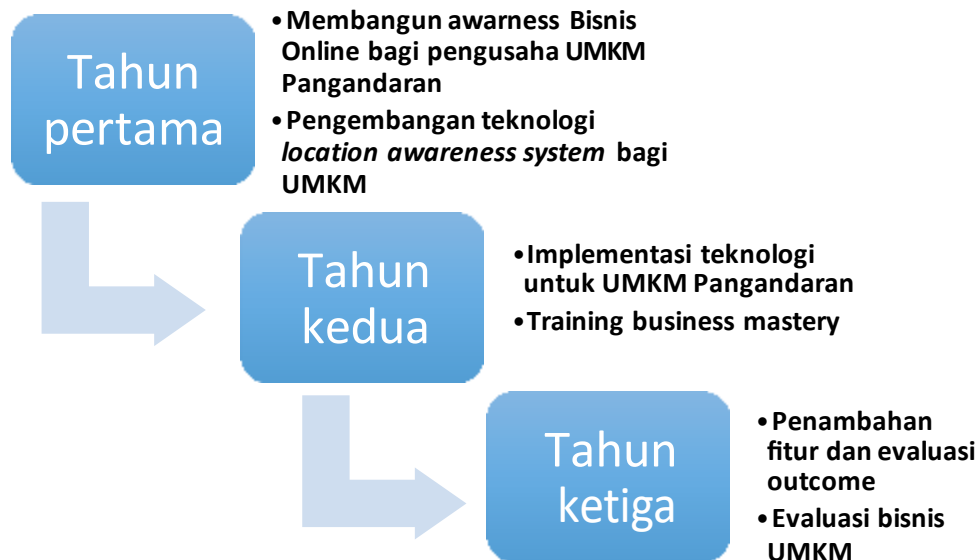 Tahun
pertama
• Membangun awarness Bisnis
Online bagi pengusaha UMKM
Pangandaran
• Pengembangan teknologi
location awareness system bagi
UMKM
Tahun
kedua
• Implementasi teknologi
untuk UMKM Pangandaran
• Training business mastery
Tahun
ketiga
• Penambahan
fitur dan evaluasi
outcome
• Evaluasi bisnis
UMKM